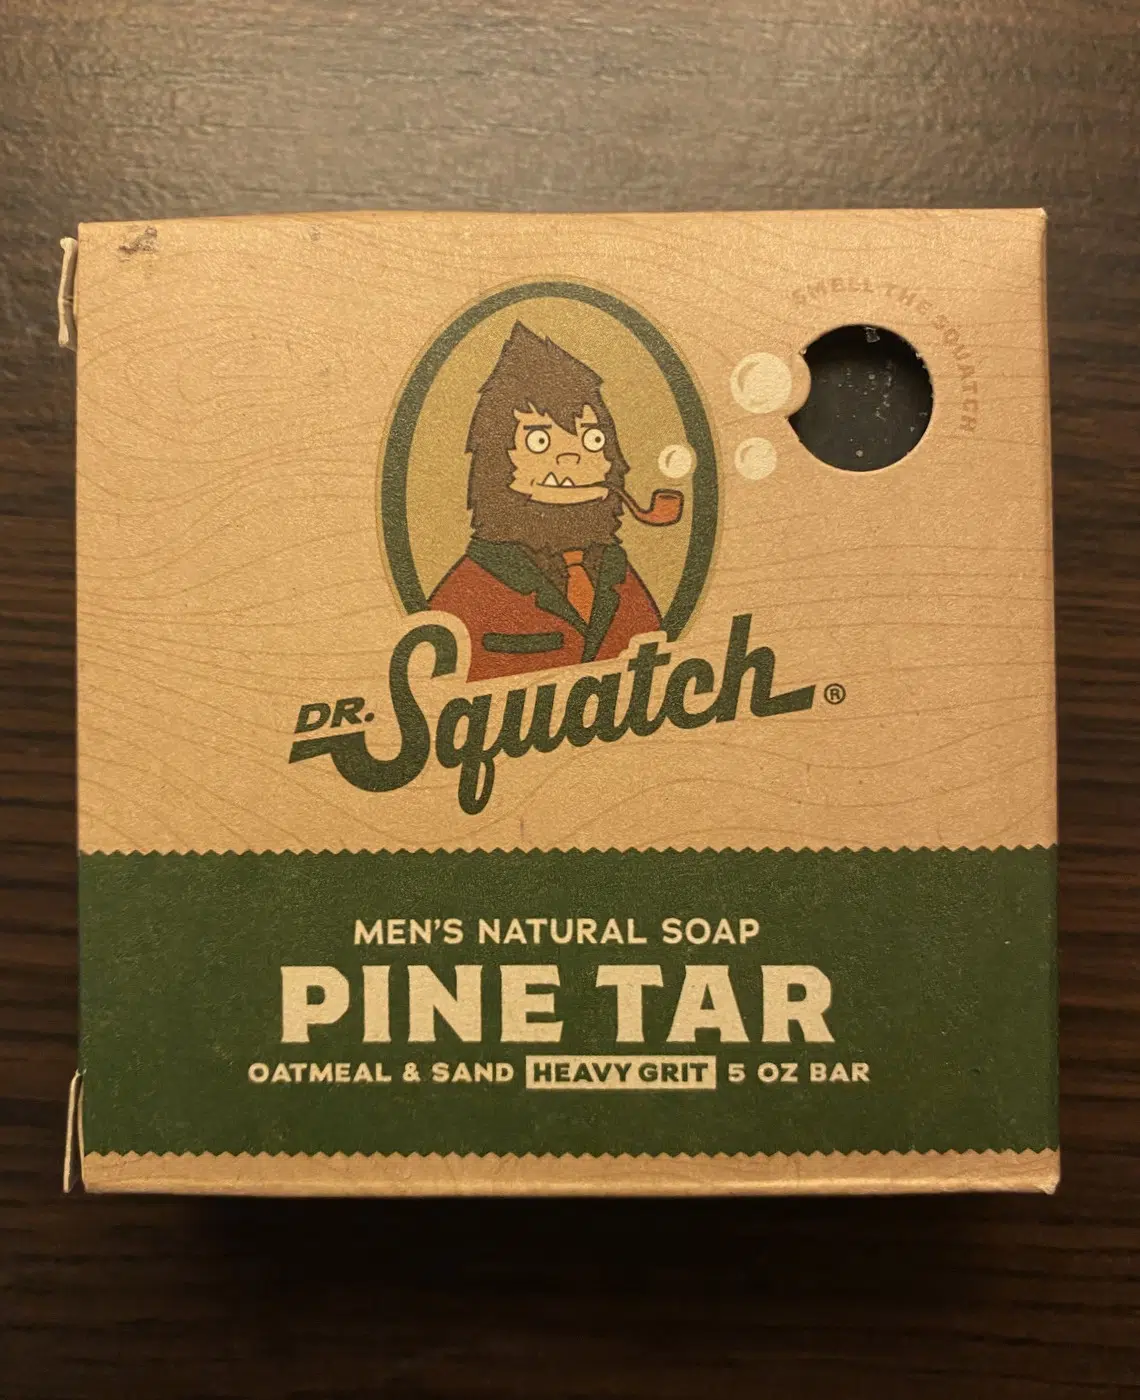 SMELL THE SQUATCH
DR. Squatch ®
MEN'S NATURAL SOAP
PINE TAR
OATMEAL & SAND HEAVY GRIT 5 OZ BAR